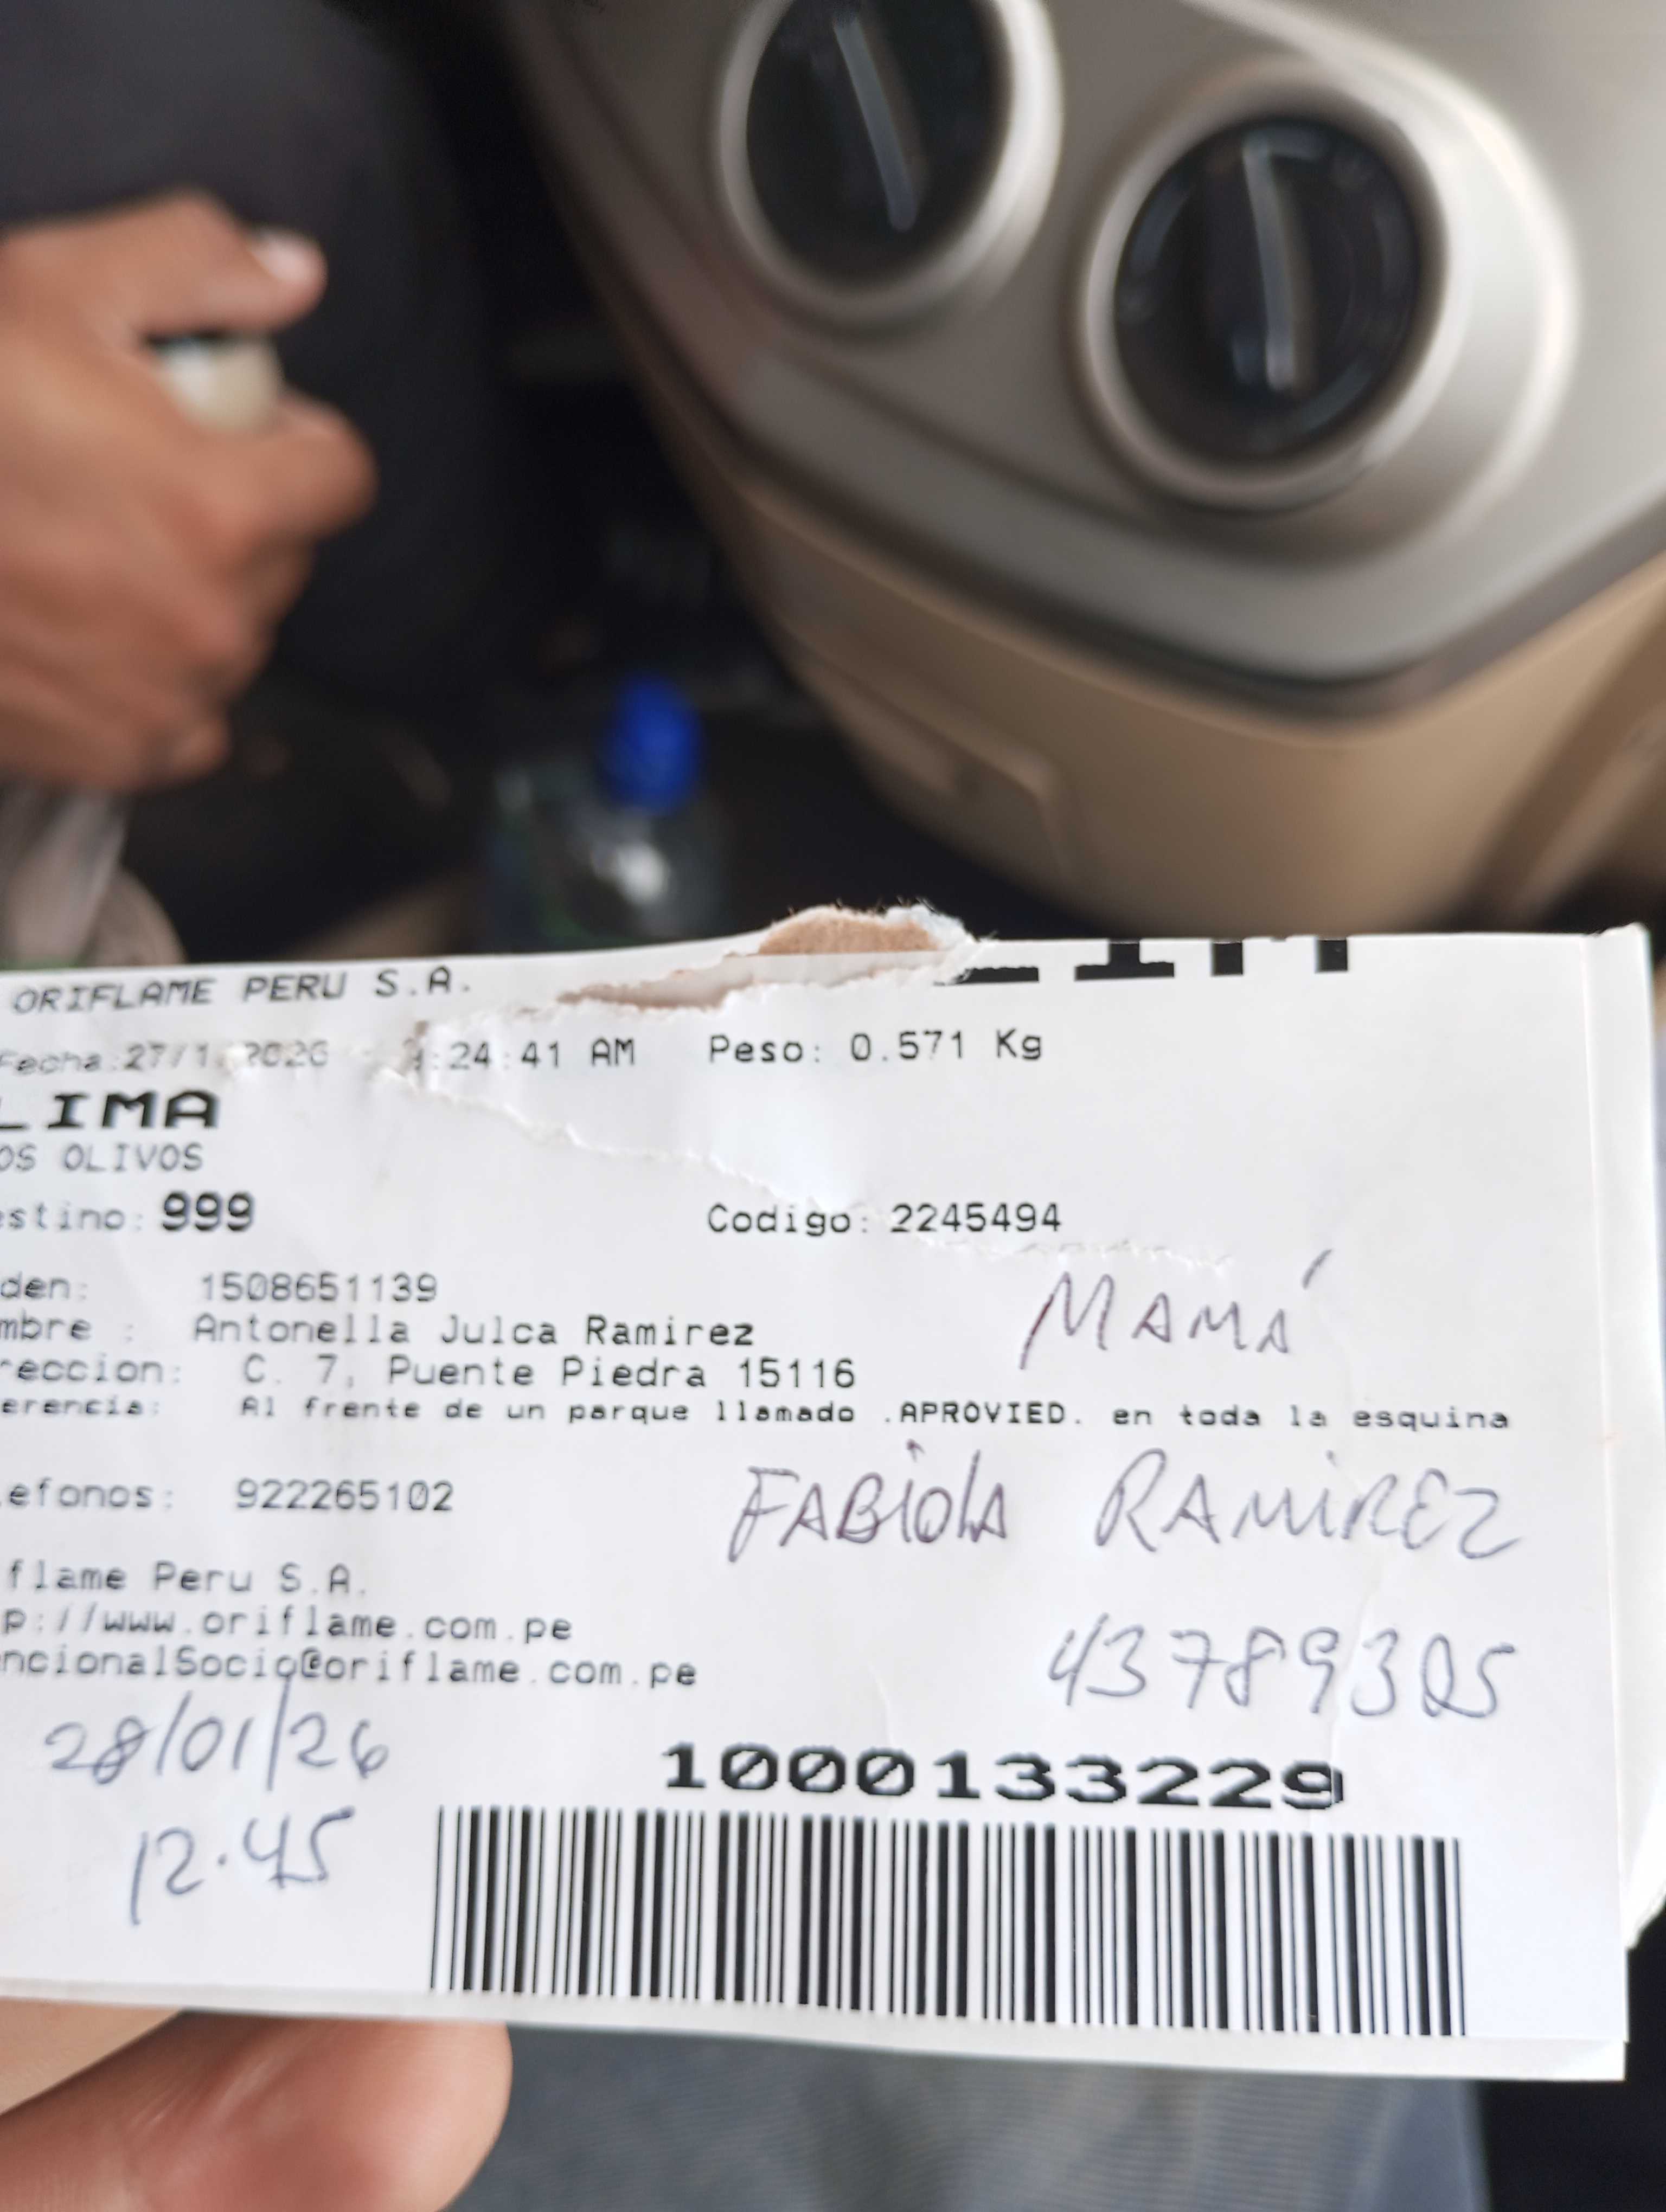 ORIFLAME PERU S.A.
Fecha:27/1 2026 :24:41 AM Peso: 0.571 Kg
LIMA
OS OLIVOS
estino: 999 Codigo: 2245494
den: 1508651139
MAMÁ
mbre : Antonella Julca Ramirez
reccion: C. 7, Puente Piedra 15116
erencia: Al frente de un parque llamado .APROVIED. en toda la esquina
efonos: 922265102
FABIOLA RAMIREZ
flame Peru S.A.
p://www.oriflame.com.pe
ncionalSocio@oriflame.com.pe
43789305
28/01/26
1000133229
12.45